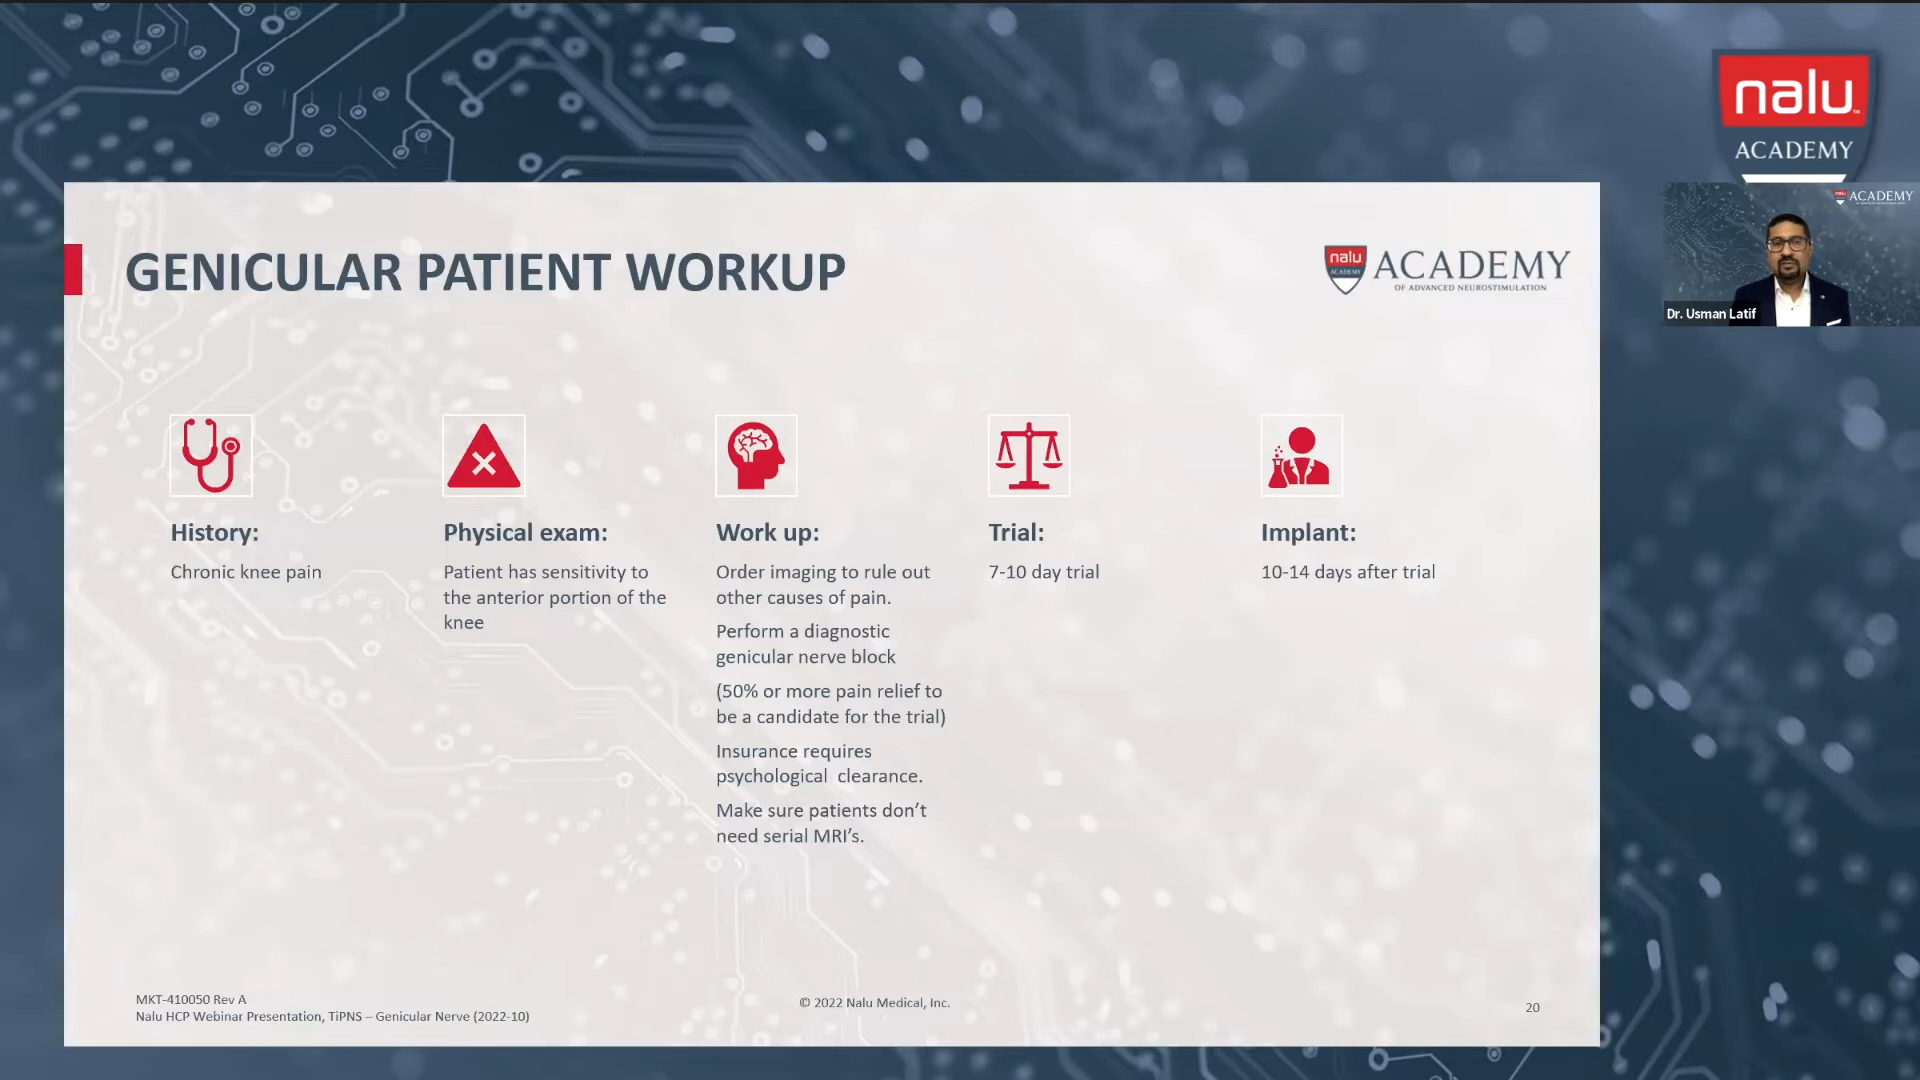 nalu
ACADEMY
GENICULAR PATIENT WORKUP
nalu
ACADEMY
ACADEMY
OF ADVANCED NEUROSTIMULATION
nalu
ACADEMY
Dr. Usman Latif
History:
Chronic knee pain
Physical exam:
Patient has sensitivity to
the anterior portion of the
knee
Work up:
Order imaging to rule out
other causes of pain.
Perform a diagnostic
genicular nerve block
(50% or more pain relief to
be a candidate for the trial)
Insurance requires
psychological  clearance.
Make sure patients don’t
need serial MRI’s.
Trial:
7-10 day trial
Implant:
10-14 days after trial
MKT-410050 Rev A
Nalu HCP Webinar Presentation, TiPNS – Genicular Nerve (2022-10)
© 2022 Nalu Medical, Inc.
20